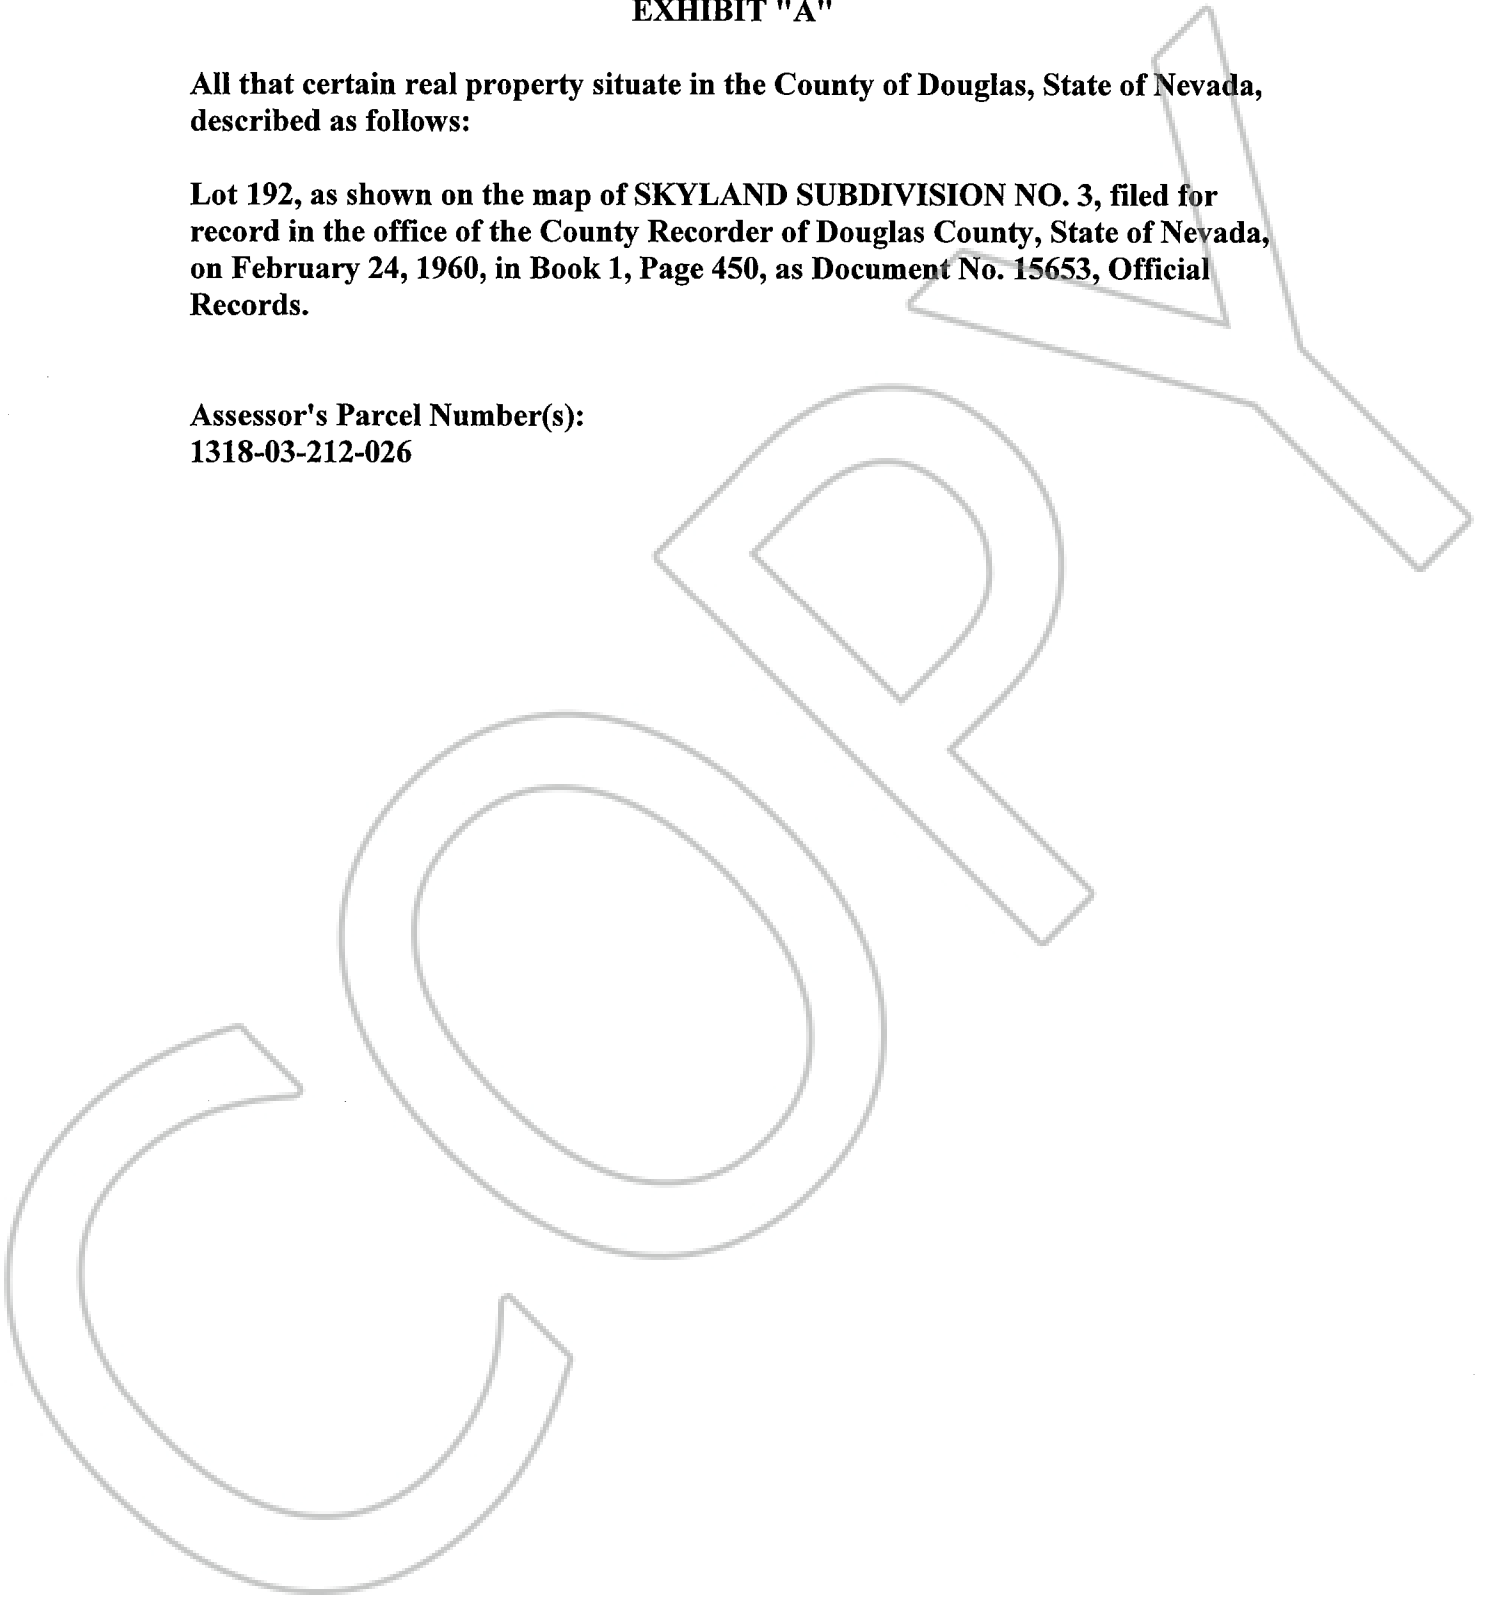 EXHIBIT "A"
All that certain real property situate in the County of Douglas, State of Nevada,
described as follows:
Lot 192, as shown on the map of SKYLAND SUBDIVISION NO. 3, filed for
record in the office of the County Recorder of Douglas County, State of Nevada,
on February 24, 1960, in Book 1, Page 450, as Document No. 15653, Official
Records.
Assessor's Parcel Number(s):
1318-03-212-026
COPY